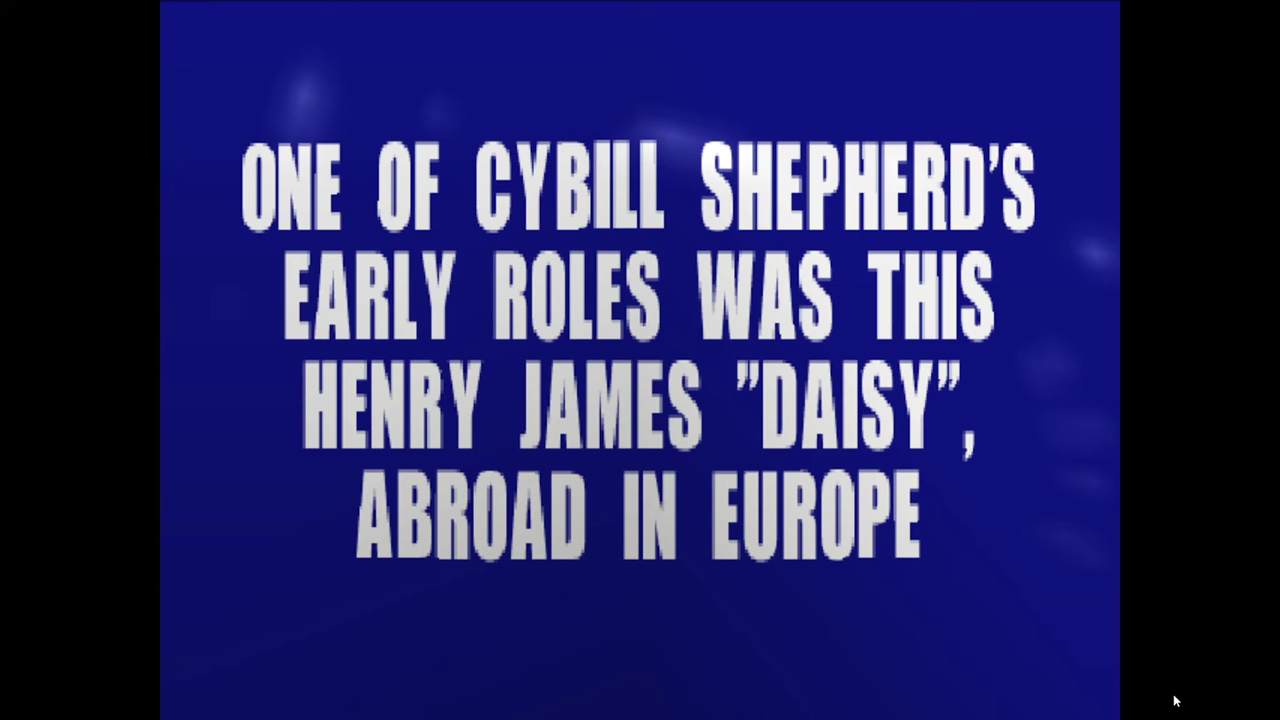 ONE OF CYBILL SHEPHERD'S
EARLY ROLES WAS THIS
HENRY JAMES "DAISY",
ABROAD IN EUROPE